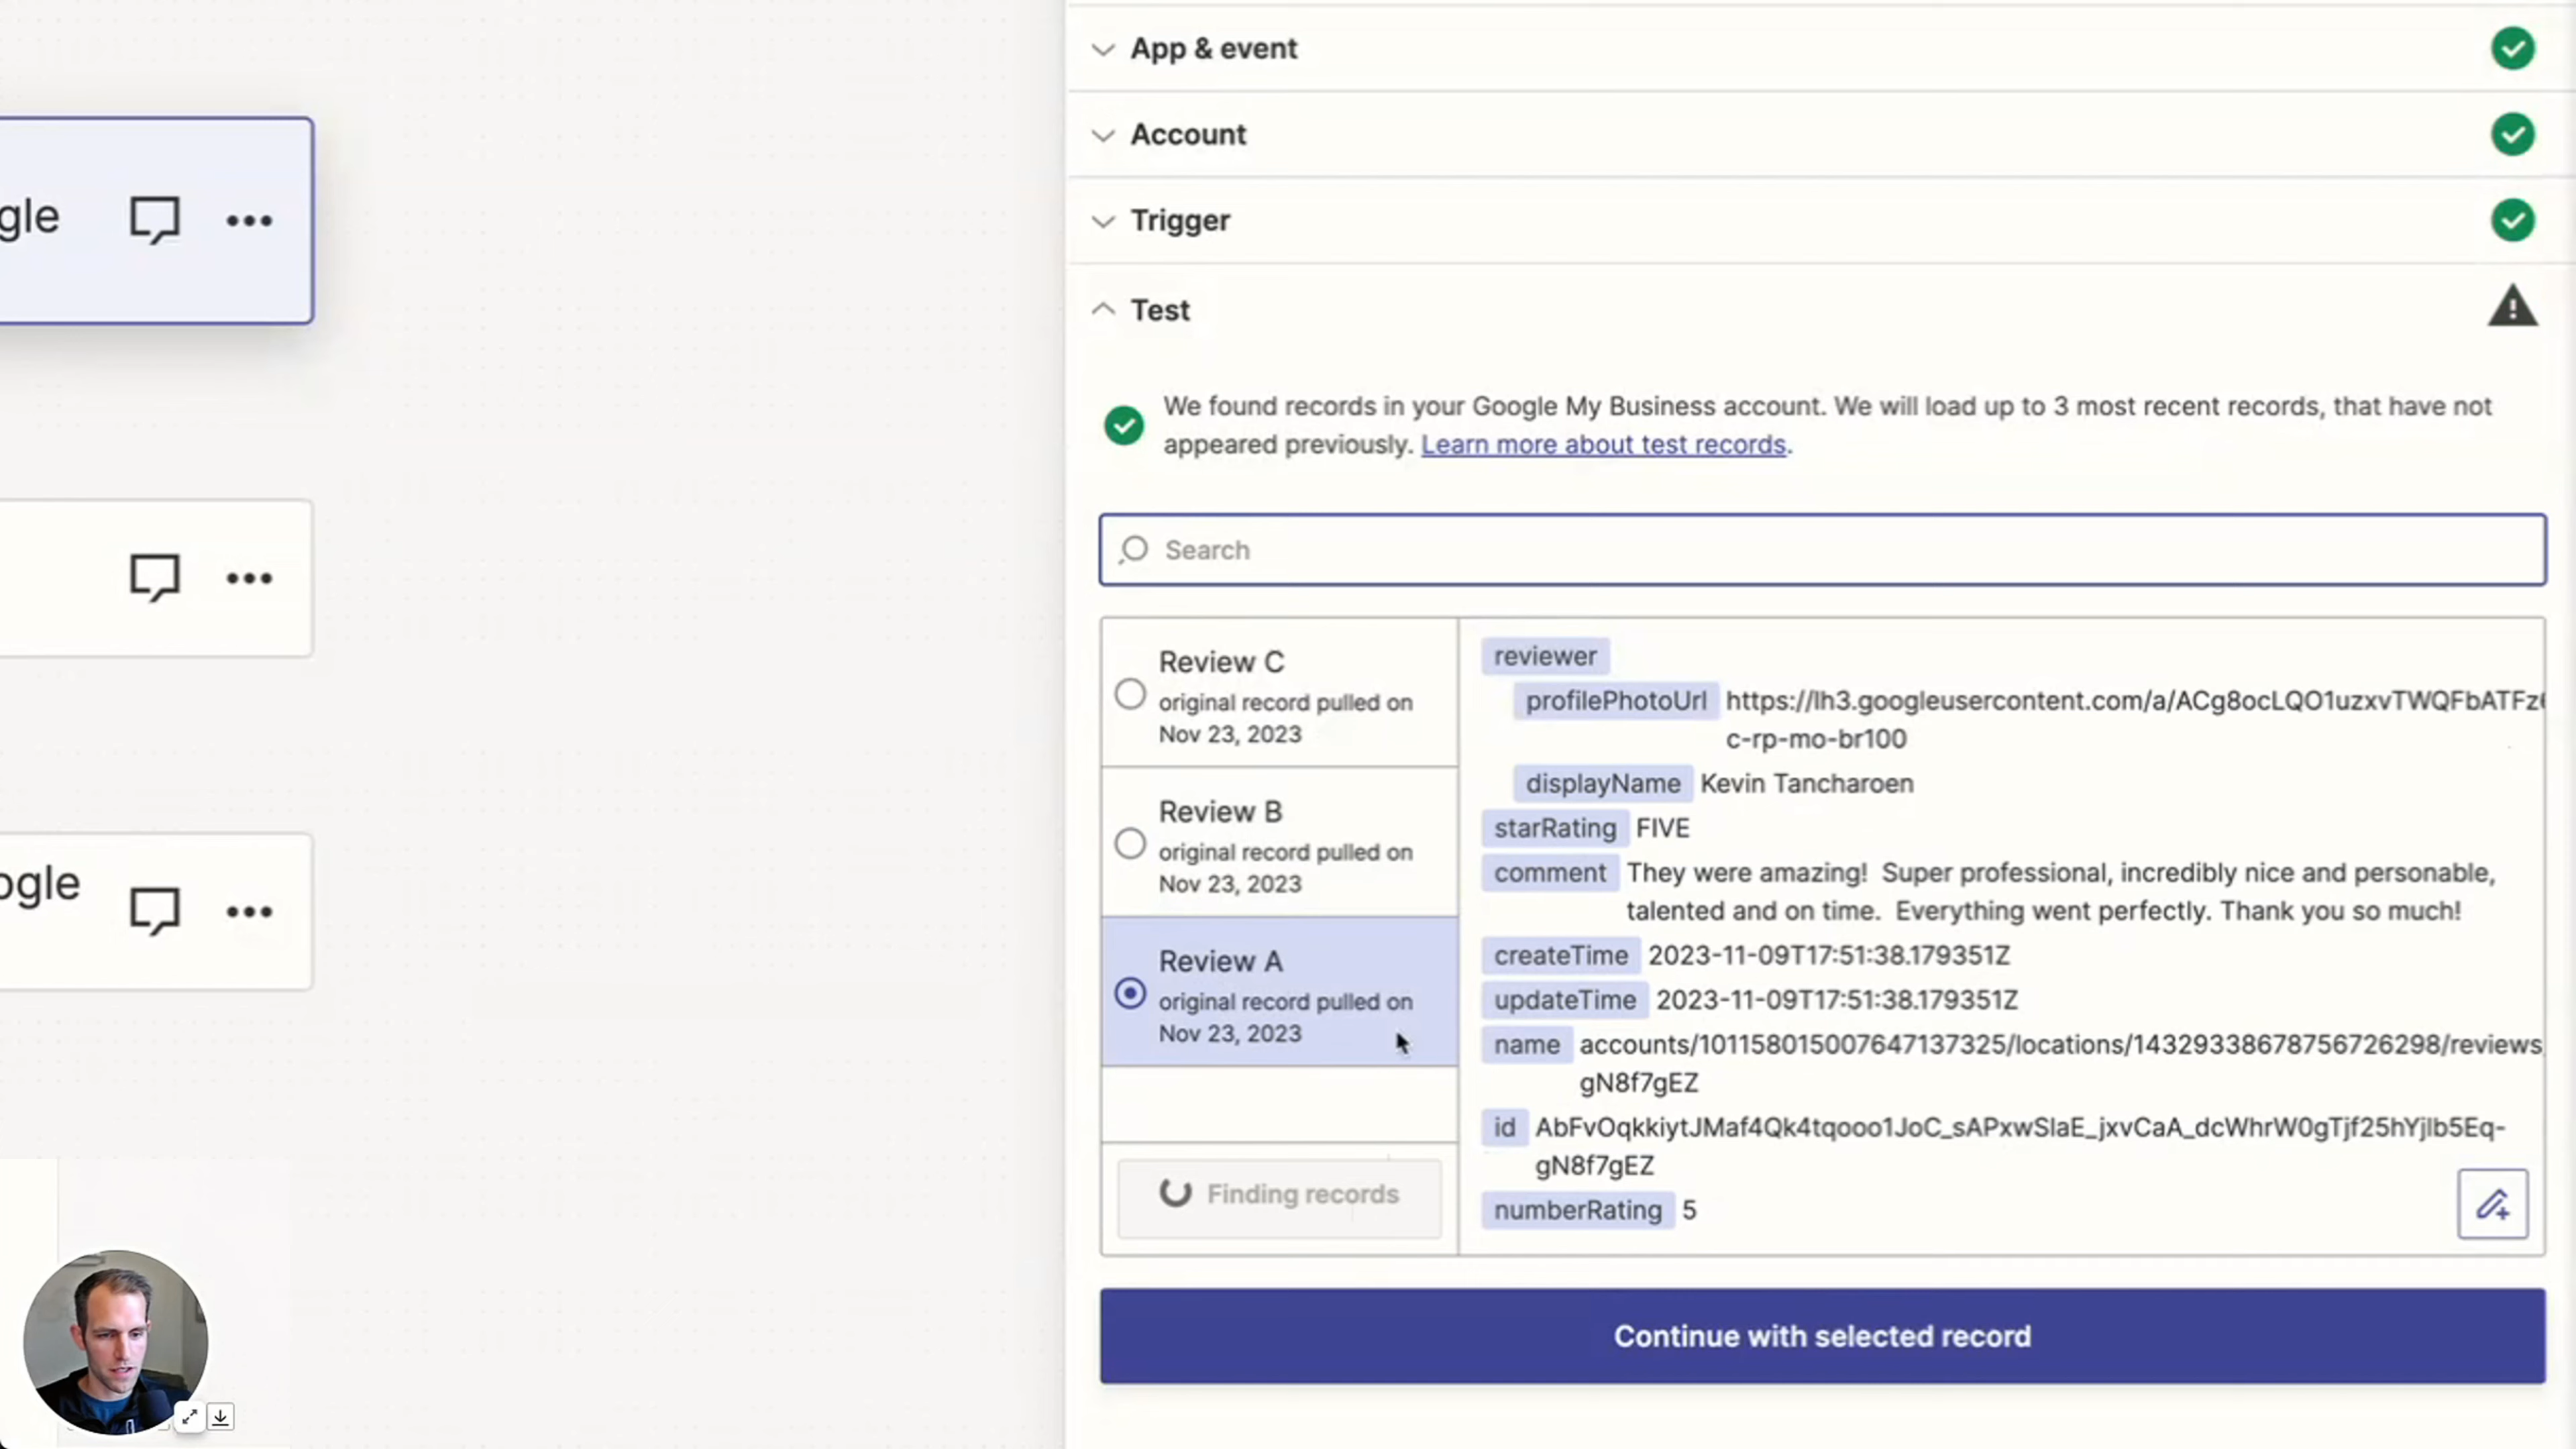 App & event
Account
gle
Trigger
Test
We found records in your Google My Business account. We will load up to 3 most recent records, that have not
appeared previously. Learn more about test records.
Search
Review C
original record pulled on
Nov 23, 2023
Review B
original record pulled on
Nov 23, 2023
ogle
Review A
original record pulled on
Nov 23, 2023
Finding records
reviewer
profilePhotoUrl https://lh3.googleusercontent.com/a/ACg8ocLQO1uzxvTWQFbATFz
c-rp-mo-br100
displayName Kevin Tancharoen
starRating FIVE
comment They were amazing! Super professional, incredibly nice and personable,
talented and on time. Everything went perfectly. Thank you so much!
createTime 2023-11-09T17:51:38.179351Z
updateTime 2023-11-09T17:51:38.179351Z
name accounts/101158015007647137325/locations/14329338678756726298/reviews
gN8f7gEZ
id AbFvOqkkiytJMaf4Qk4tqooo1JoC_sAPxwSlaE_jxvCaA_dcWhrW0gTjf25hYjlb5Eq-
gN8f7gEZ
numberRating 5
Continue with selected record